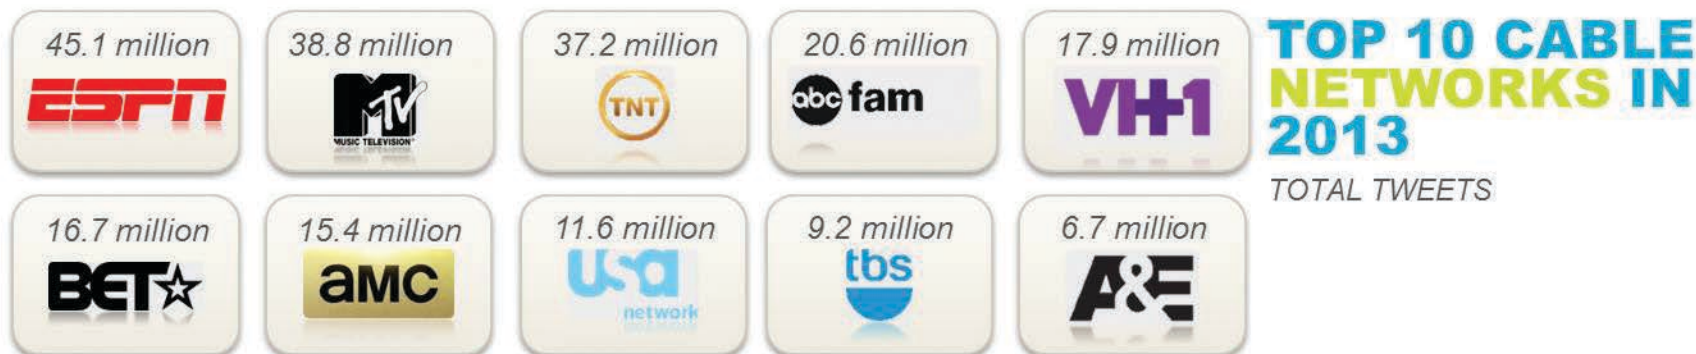 45.1 million
ESPN
38.8 million
MTV
MUSIC TELEVISION
37.2 million
TNT
20.6 million
abc fam
17.9 million
VH+1
TOP 10 CABLE
NETWORKS IN
2013
TOTAL TWEETS
16.7 million
BET
15.4 million
aMC
11.6 million
usa
network
9.2 million
tbs
6.7 million
A&E